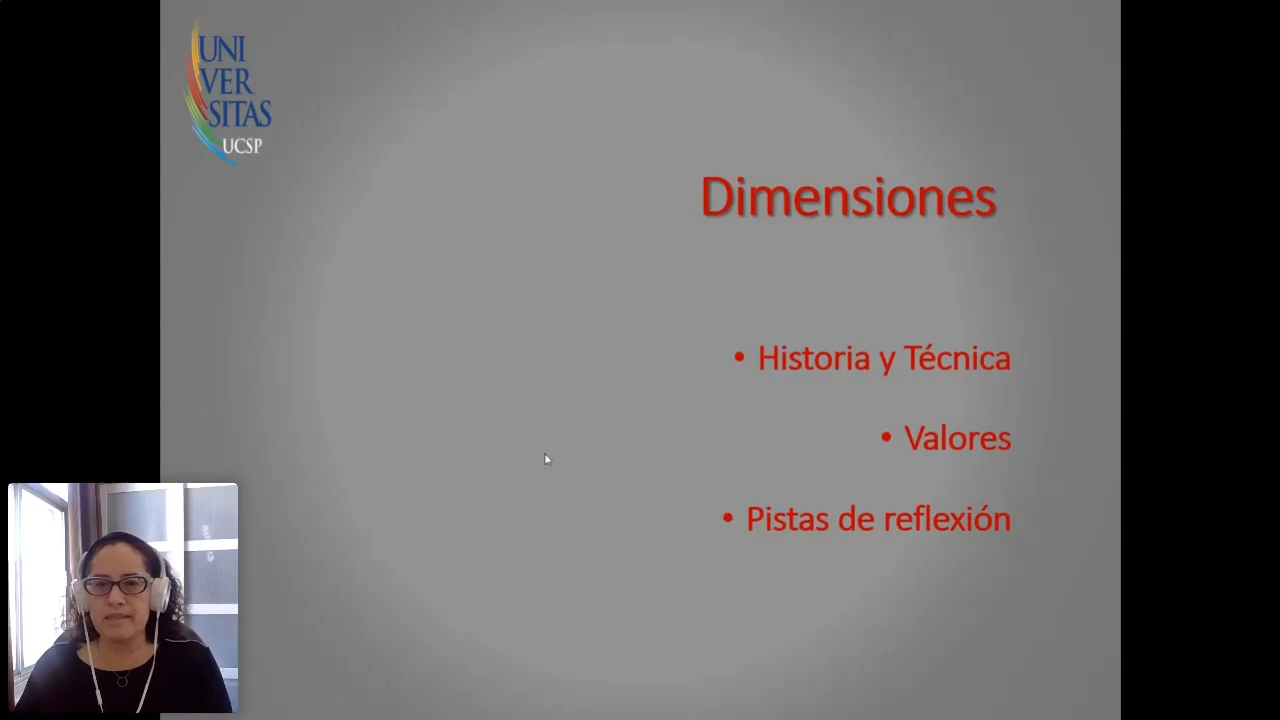 UNI
VER
SITAS
UCSP
Dimensiones
• Historia y Técnica
• Valores
• Pistas de reflexión